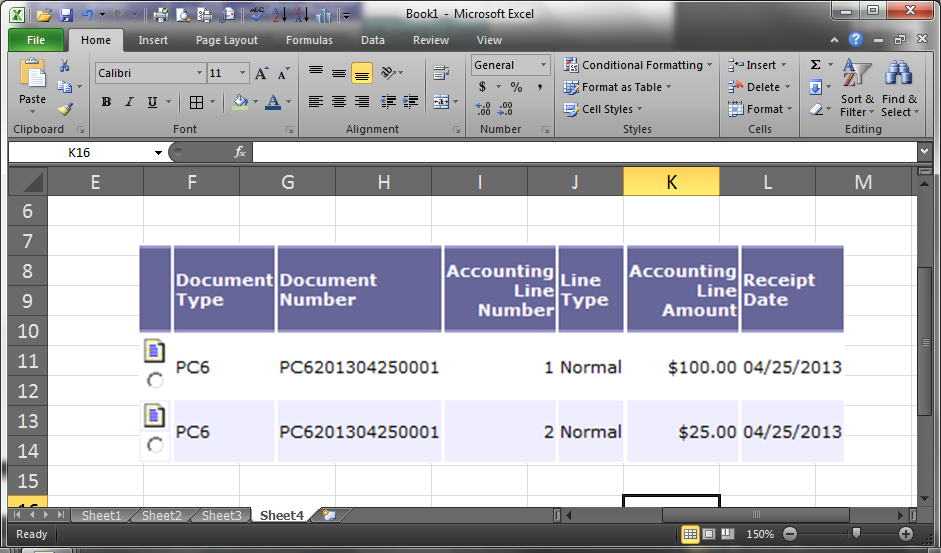 Book1 - Microsoft Excel
File Home Insert Page Layout Formulas Data Review View
Paste
Calibri 11
B I U
General
$ % ,
Conditional Formatting
Format as Table
Cell Styles
Insert
Delete
Format
Σ
Sort & Filter
Find & Select
Clipboard Font Alignment Number Styles Cells Editing
K16 fx
E F G H I J K L M
6
7
8
9
10
11
12
13
14
15
16
Document Type
Document Number
Accounting Line Number
Line Type
Accounting Line Amount
Receipt Date
PC6 PC6201304250001 1 Normal $100.00 04/25/2013
PC6 PC6201304250001 2 Normal $25.00 04/25/2013
Sheet1 Sheet2 Sheet3 Sheet4
Ready 150%